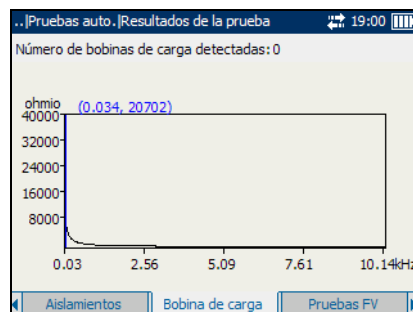 ..|Pruebas auto.|Resultados de la prueba 19:00
Número de bobinas de carga detectadas: 0
ohmio (0.034, 20702)
40000
32000
24000
16000
8000
0.03 2.56 5.09 7.61 10.14kHz
Aislamientos Bobina de carga Pruebas FV